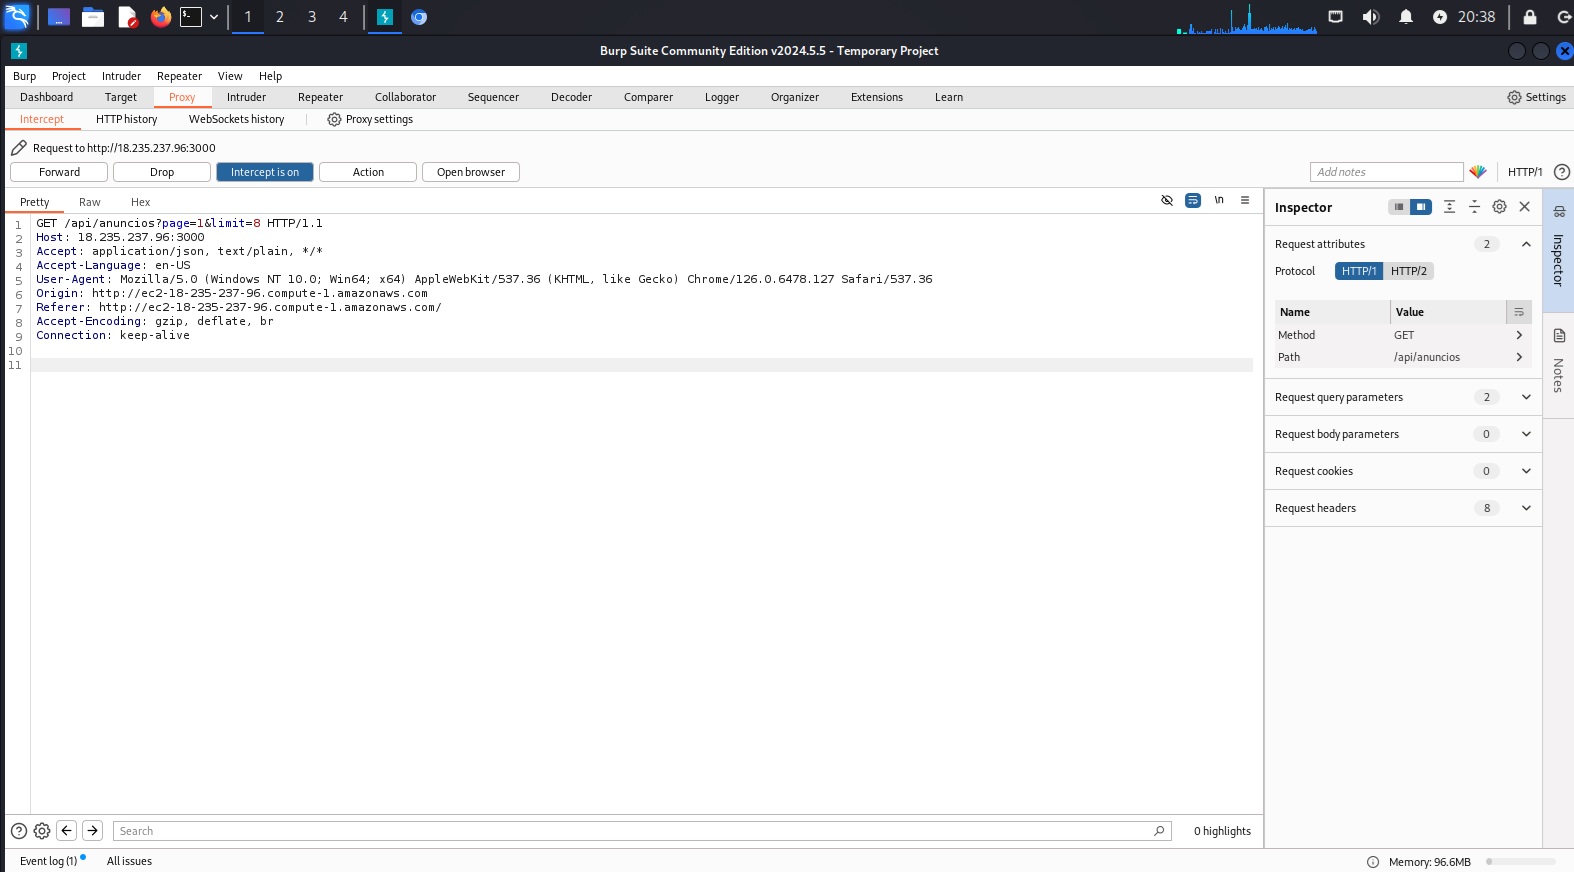 1 2 3 4 20:38
Burp Suite Community Edition v2024.5.5 - Temporary Project
Burp Project Intruder Repeater View Help
Dashboard Target Proxy Intruder Repeater Collaborator Sequencer Decoder Comparer Logger Organizer Extensions Learn Settings
Intercept HTTP history WebSockets history Proxy settings
Request to http://18.235.237.96:3000
Forward Drop Intercept is on Action Open browser Add notes HTTP/1 ?
Pretty Raw Hex \n
1 GET /api/anuncios?page=1&limit=8 HTTP/1.1
2 Host: 18.235.237.96:3000
3 Accept: application/json, text/plain, */*
4 Accept-Language: en-US
5 User-Agent: Mozilla/5.0 (Windows NT 10.0; Win64; x64) AppleWebKit/537.36 (KHTML, like Gecko) Chrome/126.0.6478.127 Safari/537.36
6 Origin: http://ec2-18-235-237-96.compute-1.amazonaws.com
7 Referer: http://ec2-18-235-237-96.compute-1.amazonaws.com/
8 Accept-Encoding: gzip, deflate, br
9 Connection: keep-alive
10
11
Inspector
Request attributes 2
Protocol HTTP/1 HTTP/2
Name Value
Method GET
Path /api/anuncios
Request query parameters 2
Request body parameters 0
Request cookies 0
Request headers 8
Inspector
Notes
? Search 0 highlights
Event log (1) All issues Memory: 96.6MB